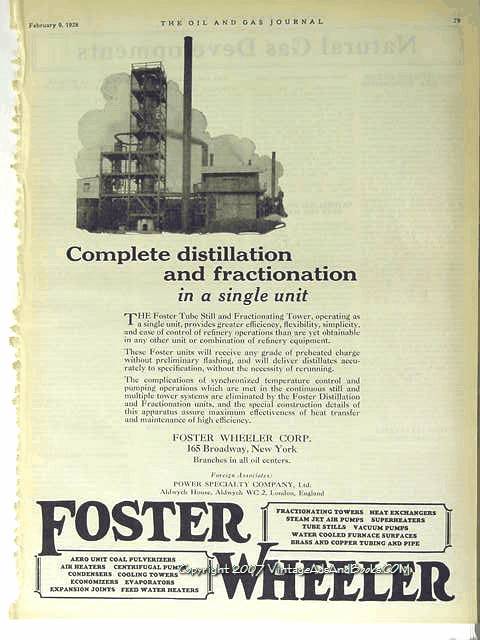 February 9, 1928
THE OIL AND GAS JOURNAL
79
Natural Gas Developments
Complete distillation
and fractionation
in a single unit
THE Foster Tube Still and Fractionating Tower, operating as
a single unit, provides greater efficiency, flexibility, simplicity,
and ease of control of refinery operations than are yet obtainable
in any other unit or combination of refinery equipment.
These Foster units will receive any grade of preheated charge
without preliminary flashing, and will deliver distillates accu-
rately to specification, without the necessity of rerunning.
The complications of synchronized temperature control and
pumping operations which are met in the continuous still and
multiple tower systems are eliminated by the Foster Distillation
and Fractionation units, and the special construction details of
this apparatus assure maximum effectiveness of heat transfer
and maintenance of high efficiency.
FOSTER WHEELER CORP.
165 Broadway, New York
Branches in all oil centers.
Foreign Associates:
POWER SPECIALTY COMPANY, Ltd.
Aldwych House, Aldwych WC 2, London, England
FOSTER
FRACTIONATING TOWERS HEAT EXCHANGERS
STEAM JET AIR PUMPS SUPERHEATERS
TUBE STILLS VACUUM PUMPS
WATER COOLED FURNACE SURFACES
BRASS AND COPPER TUBING AND PIPE
AERO UNIT COAL PULVERIZERS
AIR HEATERS CENTRIFUGAL PUMPS
CONDENSERS COOLING TOWERS
ECONOMIZERS EVAPORATORS
EXPANSION JOINTS FEED WATER HEATERS
WHEELER
Copyright © 2007 VintageAdsAndBooks.COM